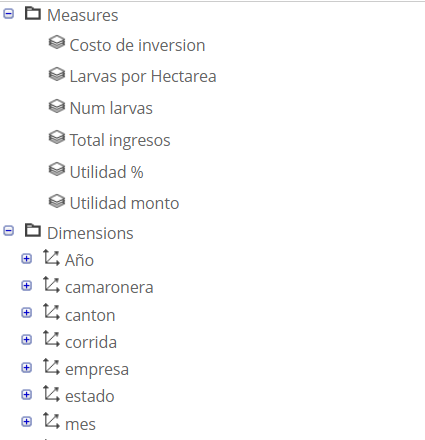 Measures
Costo de inversion
Larvas por Hectarea
Num larvas
Total ingresos
Utilidad %
Utilidad monto
Dimensions
Año
camaronera
canton
corrida
empresa
estado
mes